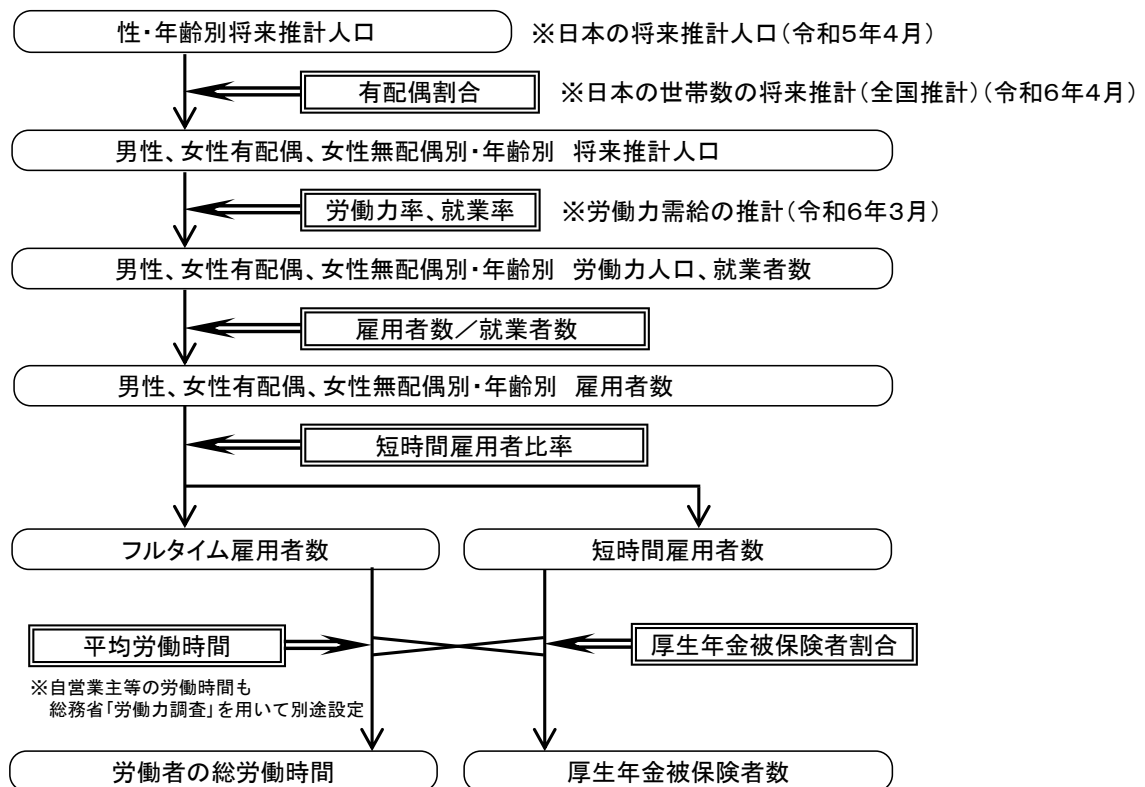 性・年齢別将来推計人口
※日本の将来推計人口(令和5年4月)
有配偶割合
※日本の世帯数の将来推計(全国推計)(令和6年4月)
男性、女性有配偶、女性無配偶別・年齢別　将来推計人口
労働力率、就業率
※労働力需給の推計(令和6年3月)
男性、女性有配偶、女性無配偶別・年齢別　労働力人口、就業者数
雇用者数／就業者数
男性、女性有配偶、女性無配偶別・年齢別　雇用者数
短時間雇用者比率
フルタイム雇用者数
短時間雇用者数
平均労働時間
厚生年金被保険者割合
※自営業主等の労働時間も
総務省「労働力調査」を用いて別途設定
労働者の総労働時間
厚生年金被保険者数